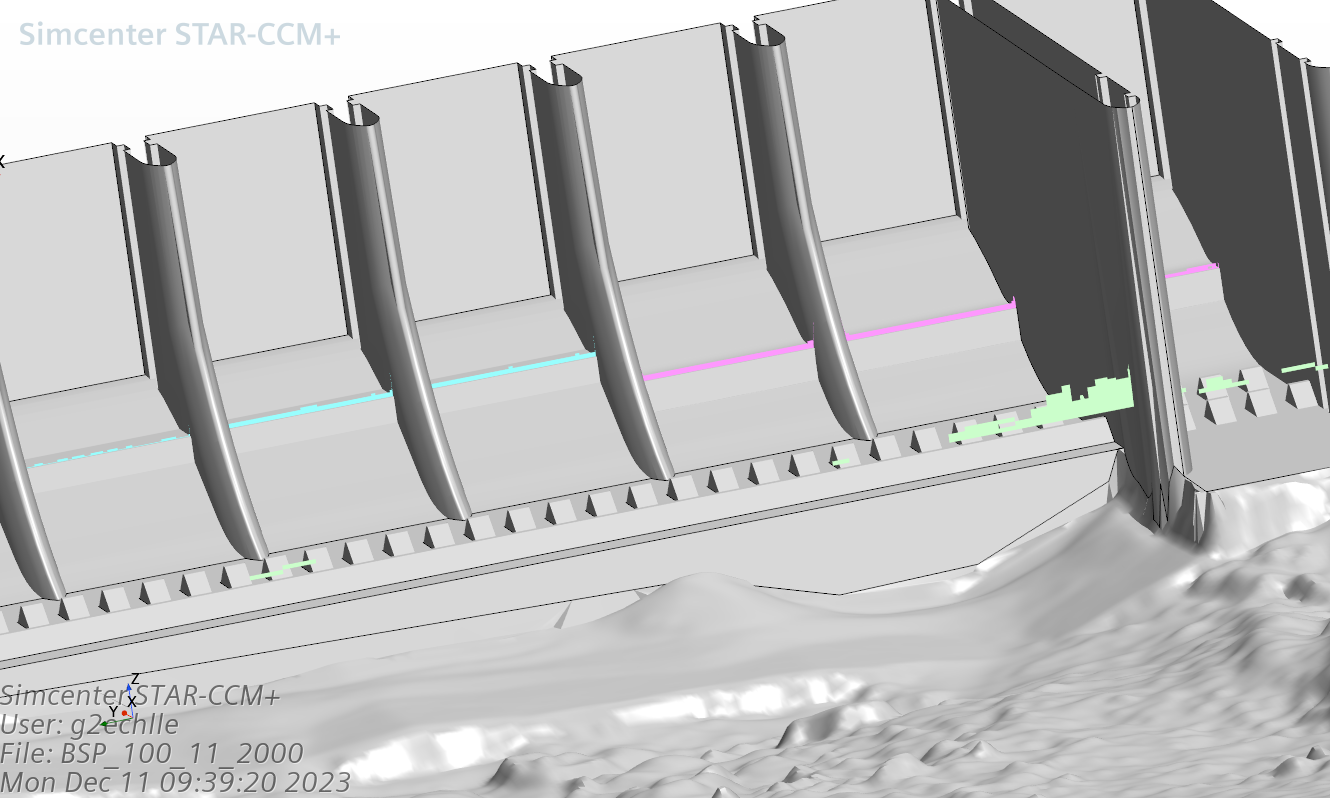 Simcenter STAR-CCM+
X
Z
X
Y
Simcenter STAR-CCM+
User: g2echlle
File: BSP_100_11_2000
Mon Dec 11 09:39:20 2023